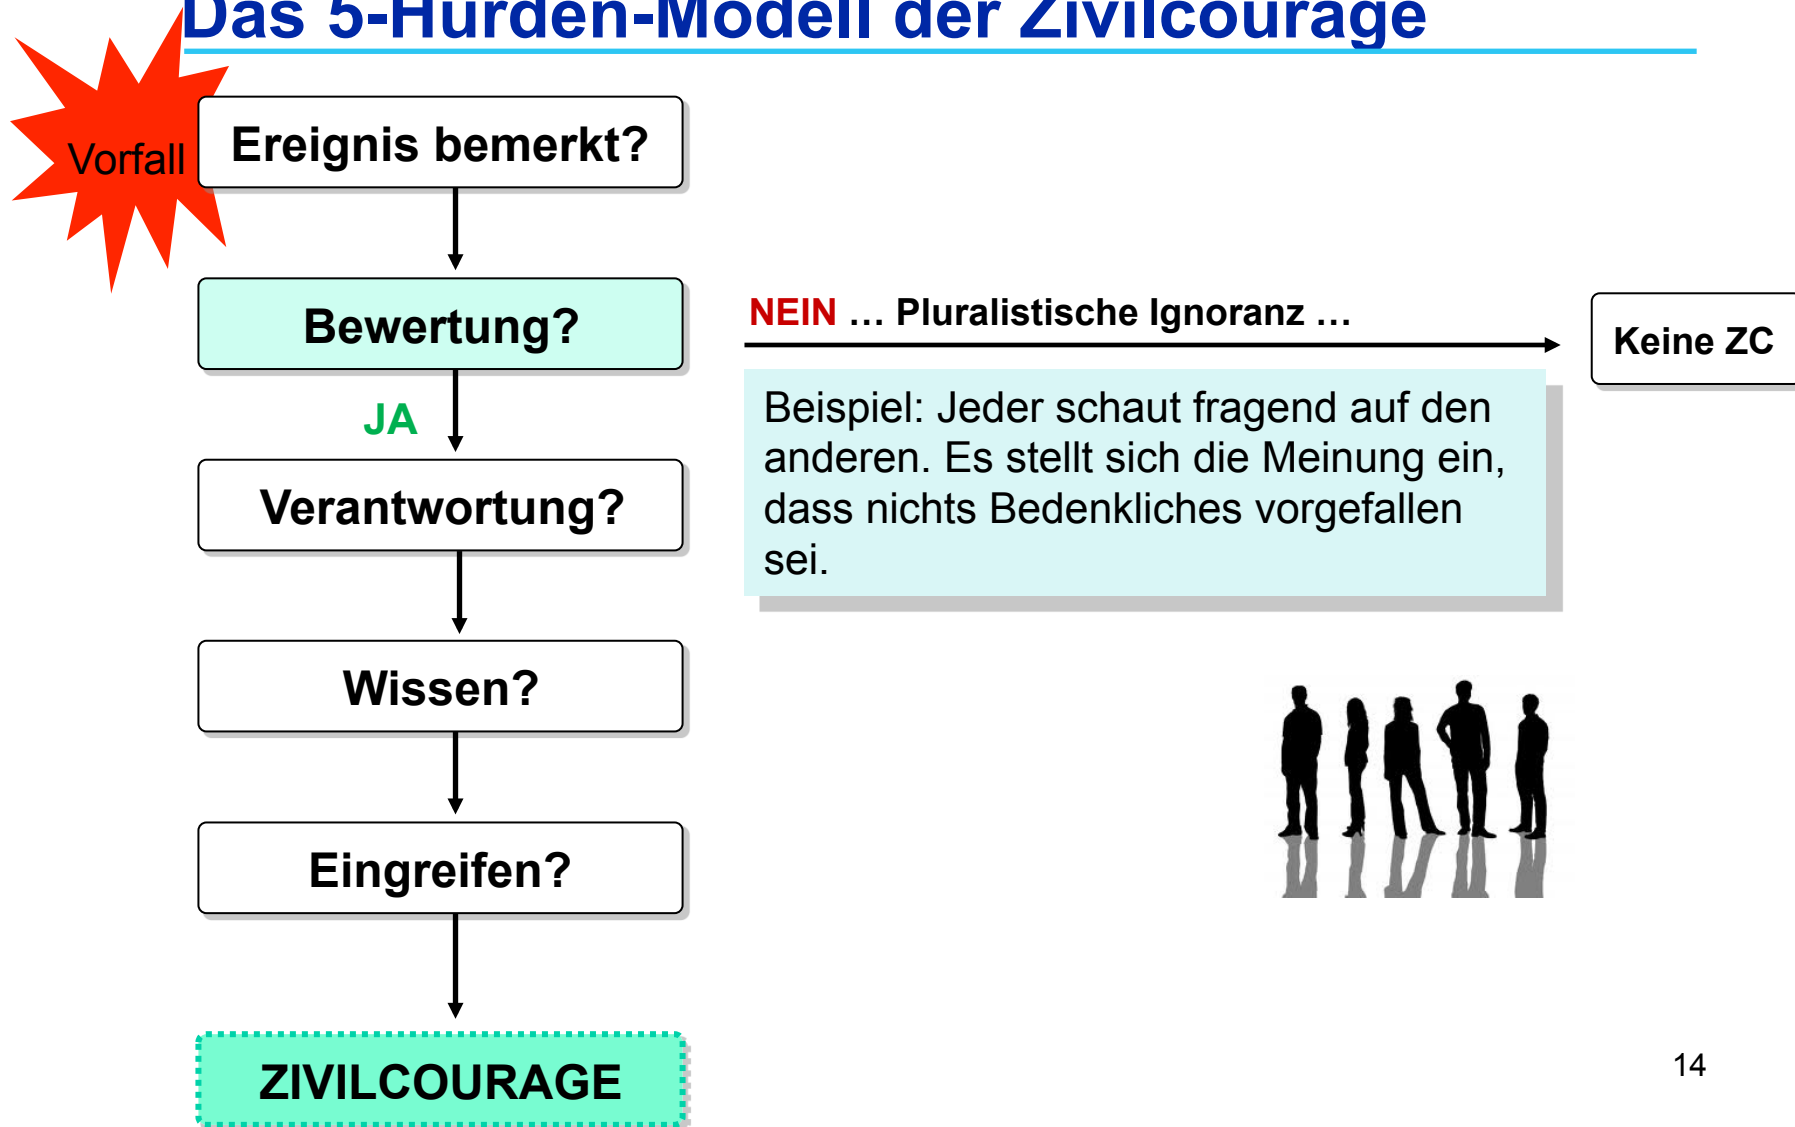 Das 5-Hürden-Modell der Zivilcourage
Vorfall
Ereignis bemerkt?
Bewertung?
NEIN … Pluralistische Ignoranz …
Keine ZC
JA
Beispiel: Jeder schaut fragend auf den
anderen. Es stellt sich die Meinung ein,
dass nichts Bedenkliches vorgefallen
sei.
Verantwortung?
Wissen?
Eingreifen?
ZIVILCOURAGE
14